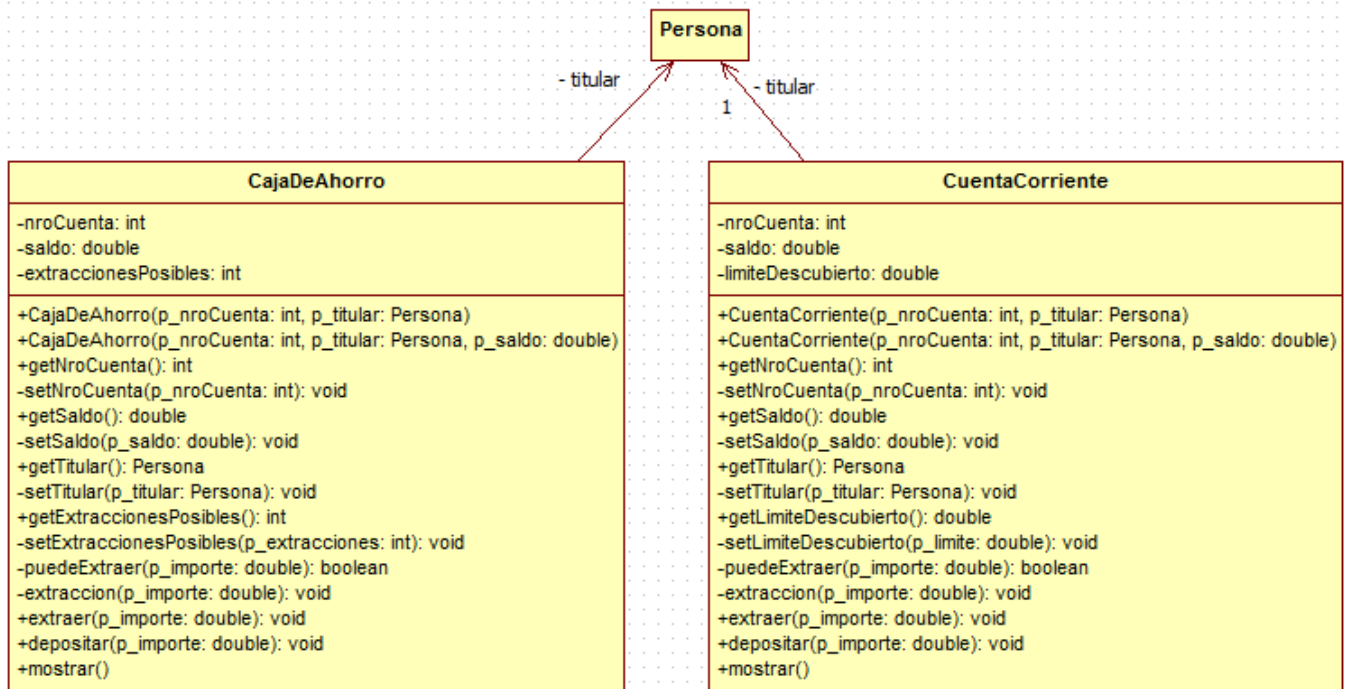 Persona
- titular
- titular
1
CajaDeAhorro
-nroCuenta: int
-saldo: double
-extraccionesPosibles: int
+CajaDeAhorro(p_nroCuenta: int, p_titular: Persona)
+CajaDeAhorro(p_nroCuenta: int, p_titular: Persona, p_saldo: double)
+getNroCuenta(): int
-setNroCuenta(p_nroCuenta: int): void
+getSaldo(): double
-setSaldo(p_saldo: double): void
+getTitular(): Persona
-setTitular(p_titular: Persona): void
+getExtraccionesPosibles(): int
-setExtraccionesPosibles(p_extracciones: int): void
-puedeExtraer(p_importe: double): boolean
-extraccion(p_importe: double): void
+extraer(p_importe: double): void
+depositar(p_importe: double): void
+mostrar()
CuentaCorriente
-nroCuenta: int
-saldo: double
-limiteDescubierto: double
+CuentaCorriente(p_nroCuenta: int, p_titular: Persona)
+CuentaCorriente(p_nroCuenta: int, p_titular: Persona, p_saldo: double)
+getNroCuenta(): int
-setNroCuenta(p_nroCuenta: int): void
+getSaldo(): double
-setSaldo(p_saldo: double): void
+getTitular(): Persona
-setTitular(p_titular: Persona): void
+getLimiteDescubierto(): double
-setLimiteDescubierto(p_limite: double): void
-puedeExtraer(p_importe: double): boolean
-extraccion(p_importe: double): void
+extraer(p_importe: double): void
+depositar(p_importe: double): void
+mostrar()